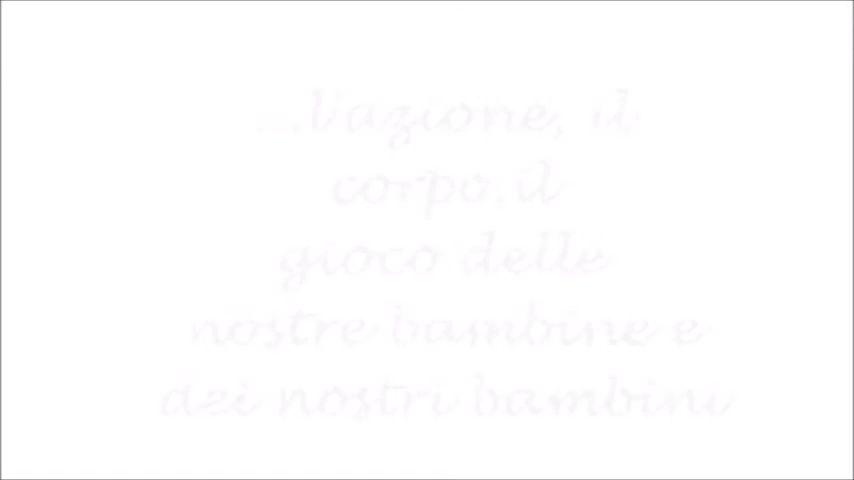 ...l'azione, il
corpo,il
gioco delle
nostre bambine e
dei nostri bambini